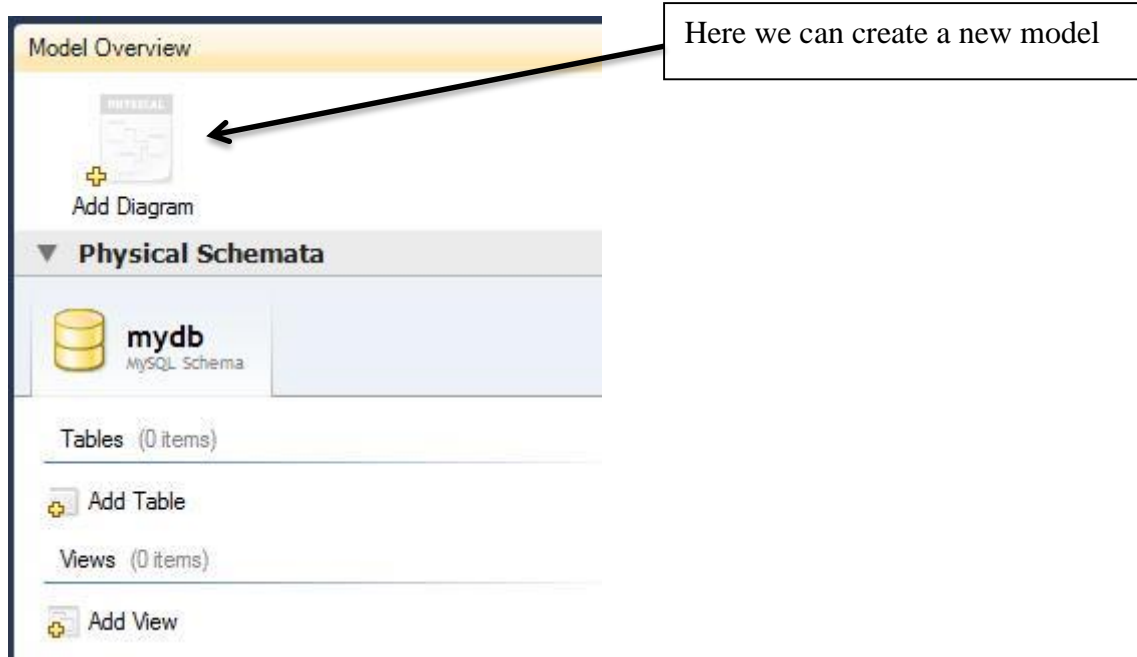 Model Overview
Here we can create a new model
PHYSICAL
Add Diagram
Physical Schemata
mydb
MySQL Schema
Tables (0 items)
Add Table
Views (0 items)
Add View